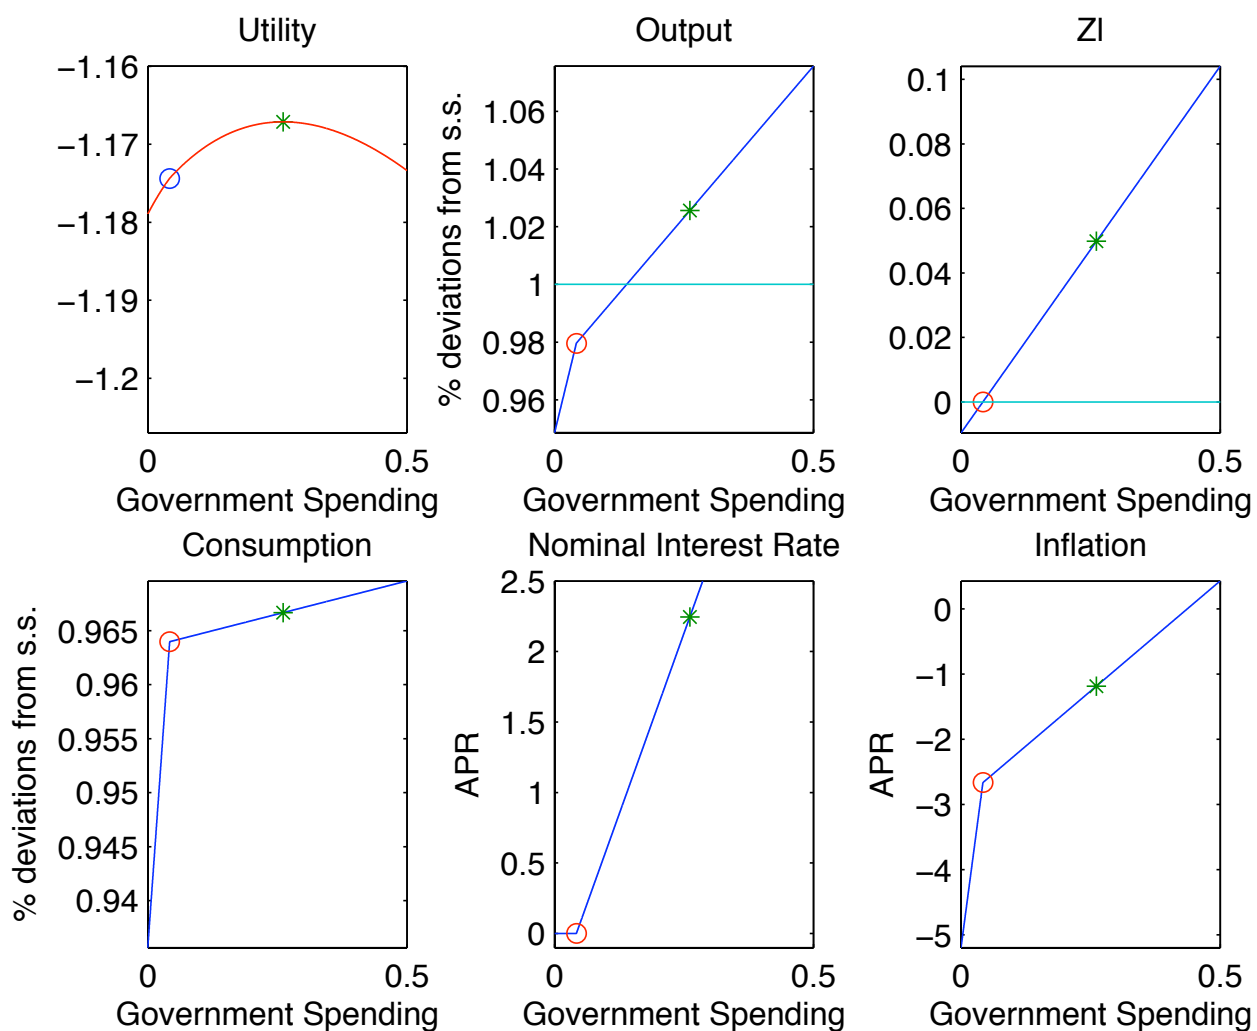 Utility
−1.16
−1.17
−1.18
−1.19
−1.2
0
0.5
Government Spending
Output
% deviations from s.s.
1.06
1.04
1.02
1
0.98
0.96
0
0.5
Government Spending
ZI
0.1
0.08
0.06
0.04
0.02
0
0
0.5
Government Spending
Consumption
% deviations from s.s.
0.965
0.96
0.955
0.95
0.945
0.94
0
0.5
Government Spending
Nominal Interest Rate
APR
2.5
2
1.5
1
0.5
0
0
0.5
Government Spending
Inflation
APR
0
−1
−2
−3
−4
−5
0
0.5
Government Spending